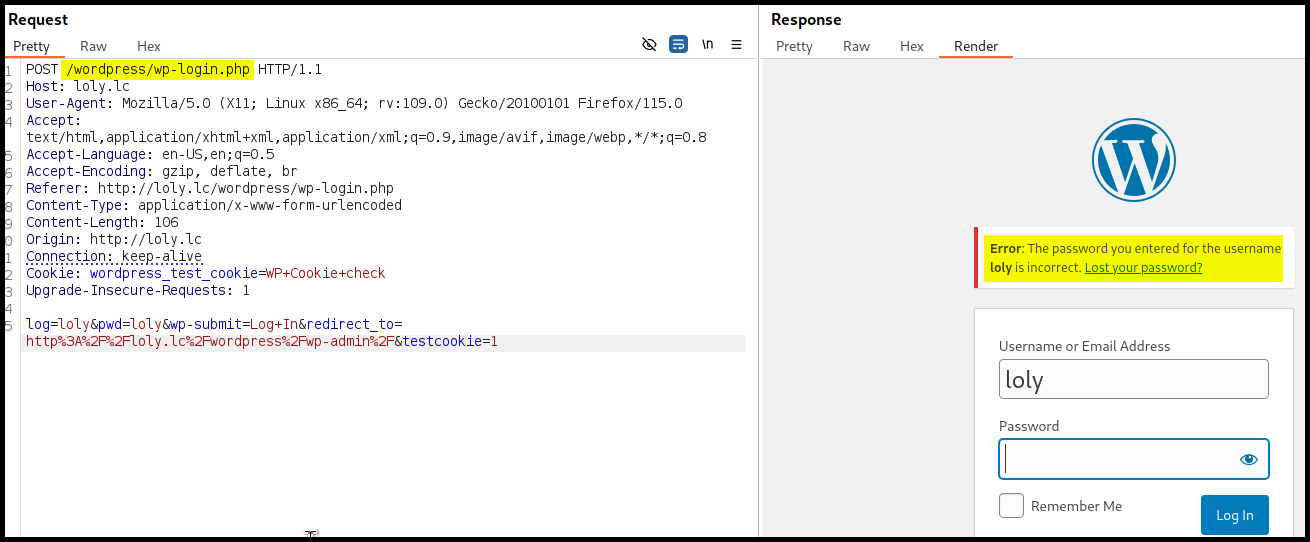 Request
Pretty Raw Hex
\n
1 POST /wordpress/wp-login.php HTTP/1.1
2 Host: loly.lc
3 User-Agent: Mozilla/5.0 (X11; Linux x86_64; rv:109.0) Gecko/20100101 Firefox/115.0
4 Accept:
text/html,application/xhtml+xml,application/xml;q=0.9,image/avif,image/webp,*/*;q=0.8
5 Accept-Language: en-US,en;q=0.5
6 Accept-Encoding: gzip, deflate, br
7 Referer: http://loly.lc/wordpress/wp-login.php
8 Content-Type: application/x-www-form-urlencoded
9 Content-Length: 106
0 Origin: http://loly.lc
1 Connection: keep-alive
2 Cookie: wordpress_test_cookie=WP+Cookie+check
3 Upgrade-Insecure-Requests: 1
4
5 log=loly&pwd=loly&wp-submit=Log+In&redirect_to=
http%3A%2F%2Floly.lc%2Fwordpress%2Fwp-admin%2F&testcookie=1
Response
Pretty Raw Hex Render
Error: The password you entered for the username
loly is incorrect. Lost your password?
Username or Email Address
loly
Password
Remember Me
Log In